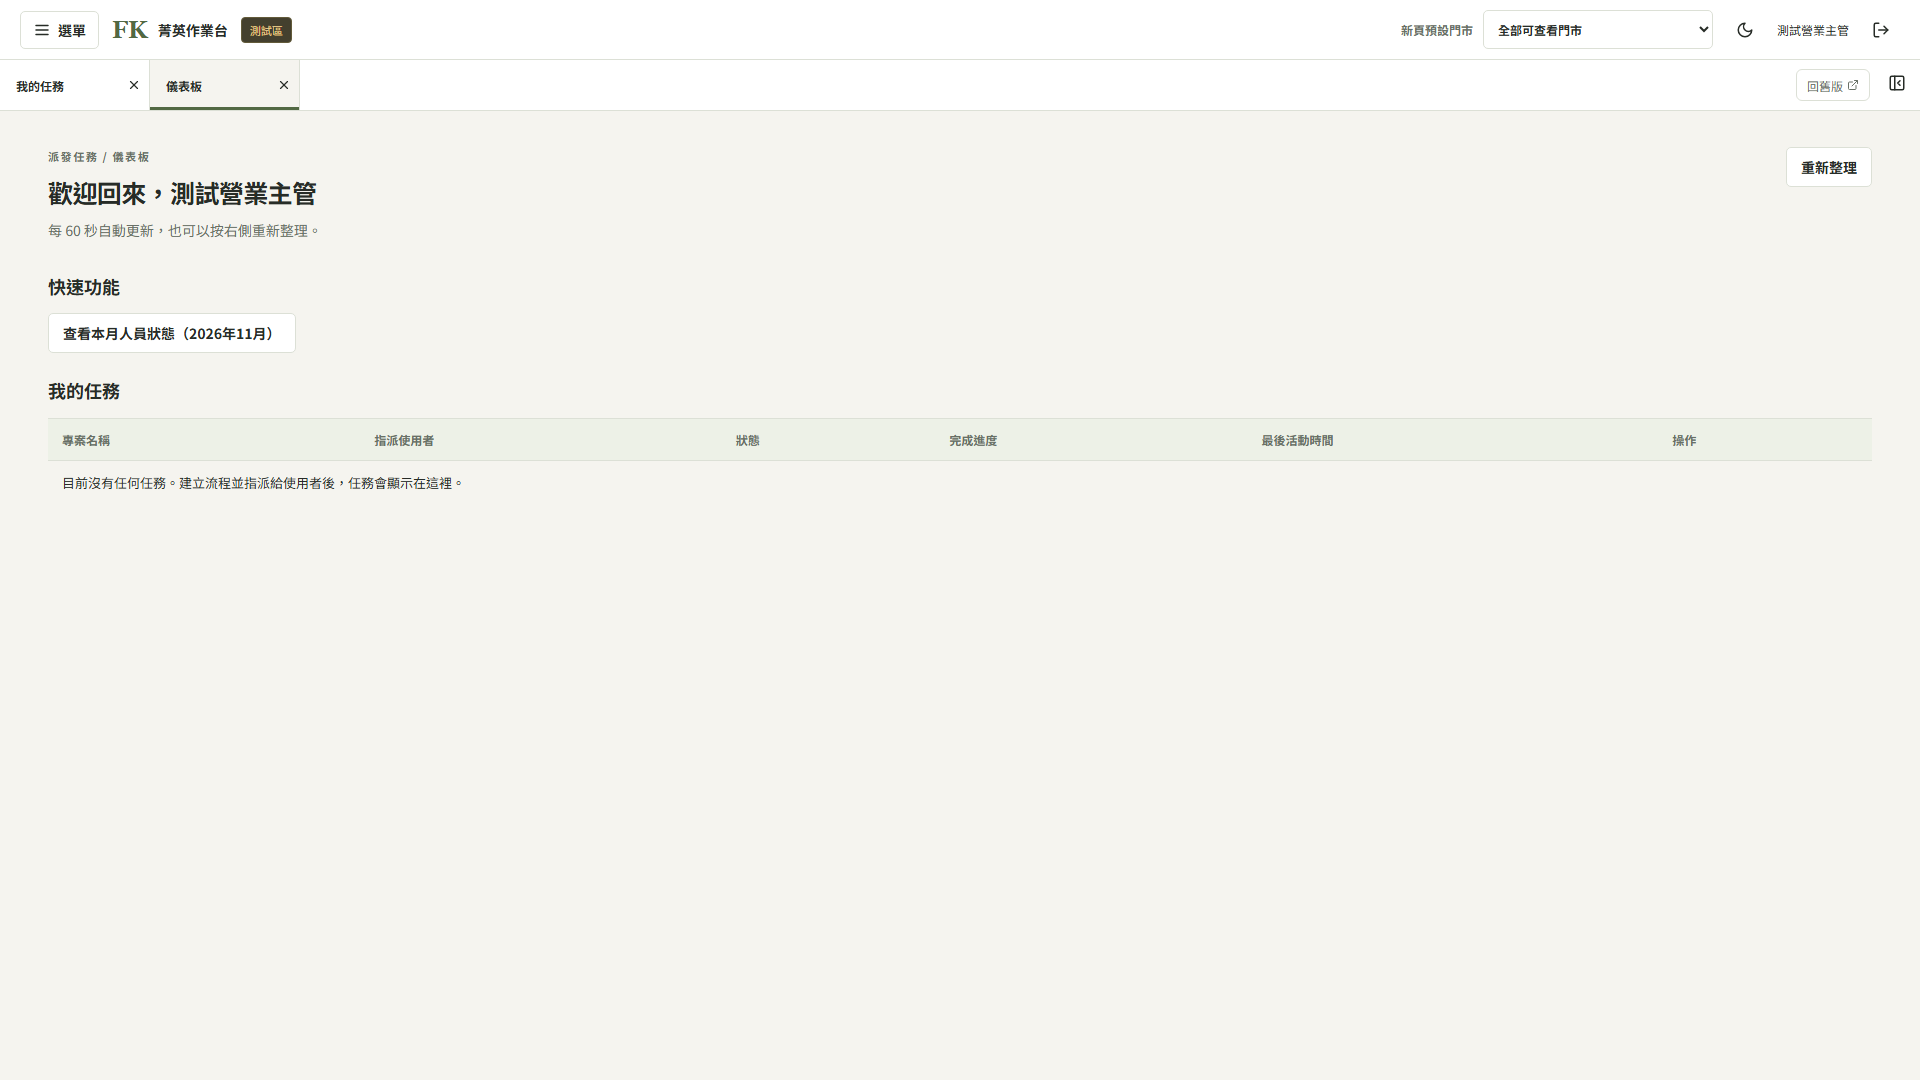 選單
FK 菁英作業台 測試區
新頁預設門市 全部可查看門市 測試營業主管
我的任務
儀表板
回舊版
派發任務 / 儀表板
歡迎回來，測試營業主管
每 60 秒自動更新，也可以按右側重新整理。
重新整理
快速功能
查看本月人員狀態（2026年11月）
我的任務
專案名稱 指派使用者 狀態 完成進度 最後活動時間 操作
目前沒有任何任務。建立流程並指派給使用者後，任務會顯示在這裡。